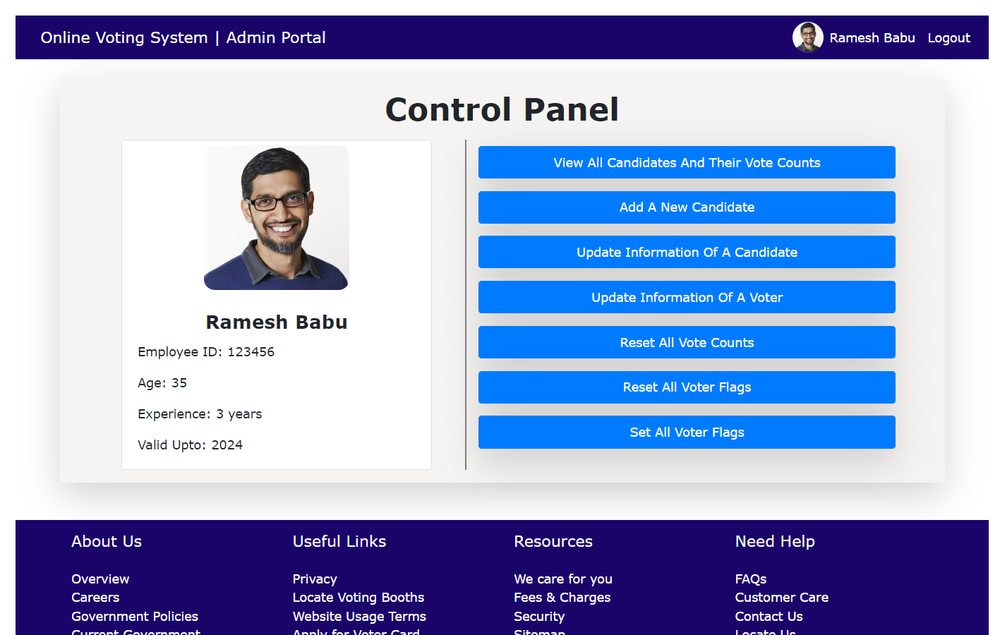 Online Voting System | Admin Portal
Ramesh Babu
Logout
Control Panel
Ramesh Babu
Employee ID: 123456
Age: 35
Experience: 3 years
Valid Upto: 2024
View All Candidates And Their Vote Counts
Add A New Candidate
Update Information Of A Candidate
Update Information Of A Voter
Reset All Vote Counts
Reset All Voter Flags
Set All Voter Flags
About Us
Overview
Careers
Government Policies
Current Government
Useful Links
Privacy
Locate Voting Booths
Website Usage Terms
Apply for Voter Card
Resources
We care for you
Fees & Charges
Security
Sitemap
Need Help
FAQs
Customer Care
Contact Us
Locate Us